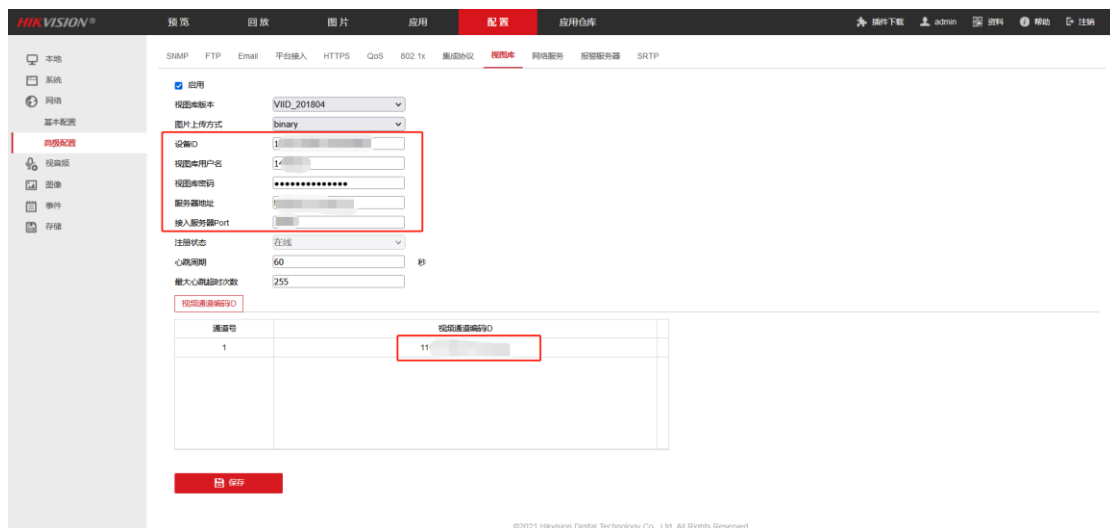 HIKVISION® 预览 回放 图片 应用 配置 应用仓库 插件下载 admin 资料 帮助 注销
本地
系统
网络
基本配置
高级配置
视音频
图像
事件
存储
SNMP FTP Email 平台接入 HTTPS QoS 802.1x 集成协议 视图库 网络服务 报警服务器 SRTP
启用
视图库版本 VIID_201804
图片上传方式 binary
设备ID 1
视图库用户名 14
视图库密码 ••••••••••••••
服务器地址
接入服务器Port
注册状态 在线
心跳周期 60 秒
最大心跳超时次数 255
视频通道编码ID
通道号 视频通道编码ID
1 11
保存
©2021 Hikvision Digital Technology Co., Ltd. All Rights Reserved.